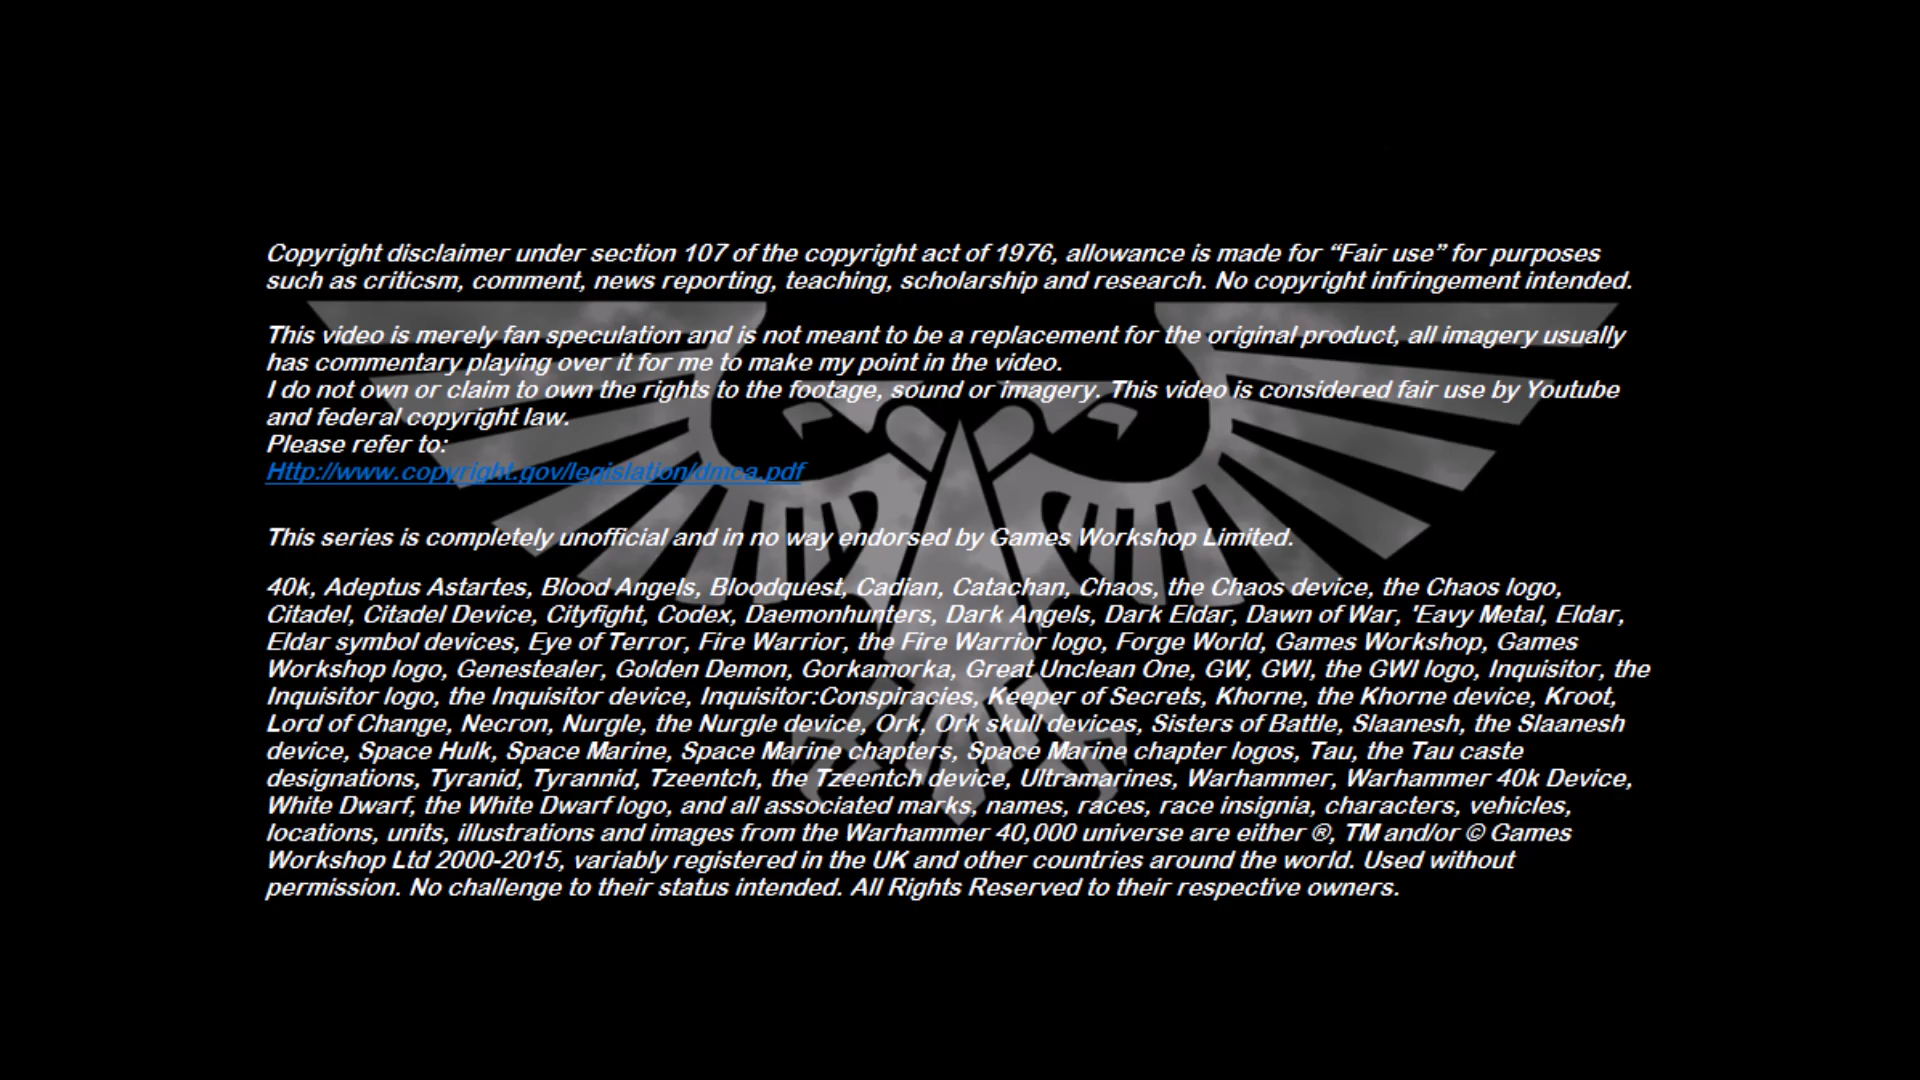 Copyright disclaimer under section 107 of the copyright act of 1976, allowance is made for “Fair use” for purposes
such as criticsm, comment, news reporting, teaching, scholarship and research. No copyright infringement intended.
This video is merely fan speculation and is not meant to be a replacement for the original product, all imagery usually
has commentary playing over it for me to make my point in the video.
I do not own or claim to own the rights to the footage, sound or imagery. This video is considered fair use by Youtube
and federal copyright law.
Please refer to:
Http://www.copyright.gov/legislation/dmca.pdf
This series is completely unofficial and in no way endorsed by Games Workshop Limited.
40k, Adeptus Astartes, Blood Angels, Bloodquest, Cadian, Catachan, Chaos, the Chaos device, the Chaos logo,
Citadel, Citadel Device, Cityfight, Codex, Daemonhunters, Dark Angels, Dark Eldar, Dawn of War, 'Eavy Metal, Eldar,
Eldar symbol devices, Eye of Terror, Fire Warrior, the Fire Warrior logo, Forge World, Games Workshop, Games
Workshop logo, Genestealer, Golden Demon, Gorkamorka, Great Unclean One, GW, GWI, the GWI logo, Inquisitor, the
Inquisitor logo, the Inquisitor device, Inquisitor:Conspiracies, Keeper of Secrets, Khorne, the Khorne device, Kroot,
Lord of Change, Necron, Nurgle, the Nurgle device, Ork, Ork skull devices, Sisters of Battle, Slaanesh, the Slaanesh
device, Space Hulk, Space Marine, Space Marine chapters, Space Marine chapter logos, Tau, the Tau caste
designations, Tyranid, Tyrannid, Tzeentch, the Tzeentch device, Ultramarines, Warhammer, Warhammer 40k Device,
White Dwarf, the White Dwarf logo, and all associated marks, names, races, race insignia, characters, vehicles,
locations, units, illustrations and images from the Warhammer 40,000 universe are either ®, TM and/or © Games
Workshop Ltd 2000-2015, variably registered in the UK and other countries around the world. Used without
permission. No challenge to their status intended. All Rights Reserved to their respective owners.